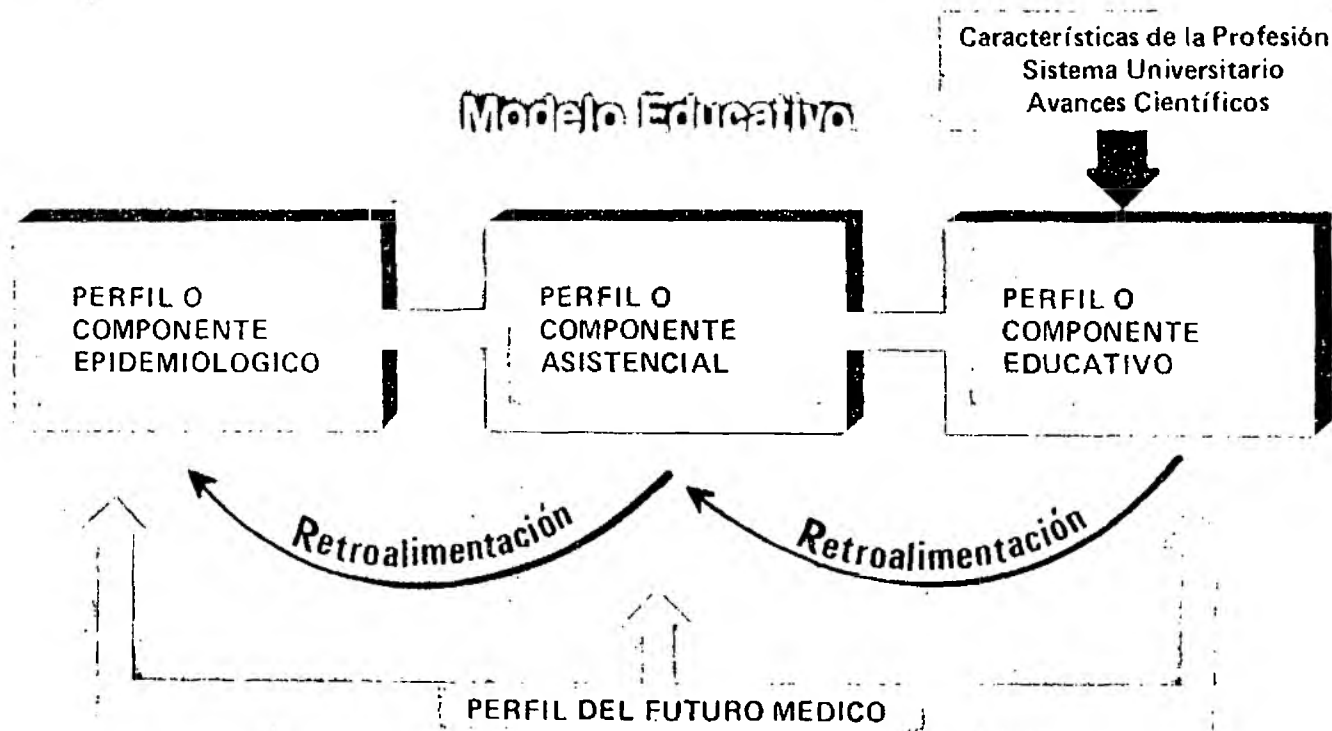 Características de la Profesión
Sistema Universitario
Avances Científicos
Modelo Educativo
PERFIL O
COMPONENTE
EPIDEMIOLOGICO
PERFIL O
COMPONENTE
ASISTENCIAL
PERFIL O
COMPONENTE
EDUCATIVO
Retroalimentación
Retroalimentación
PERFIL DEL FUTURO MEDICO